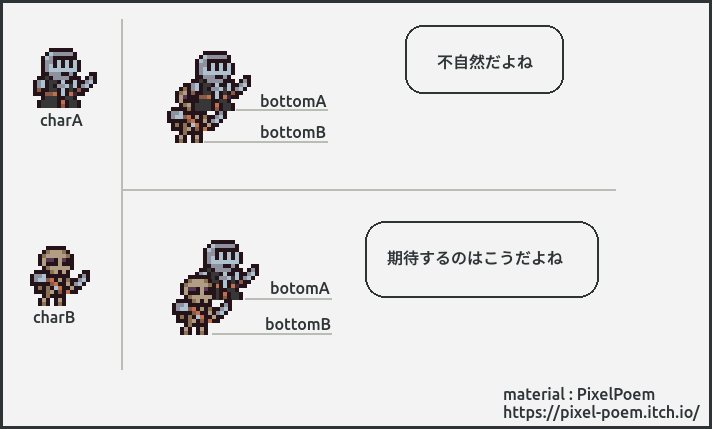 不自然だよね
charA
bottomA
bottomB
期待するのはこうだよね
botomA
charB
bottomB
material : PixelPoem
https://pixel-poem.itch.io/